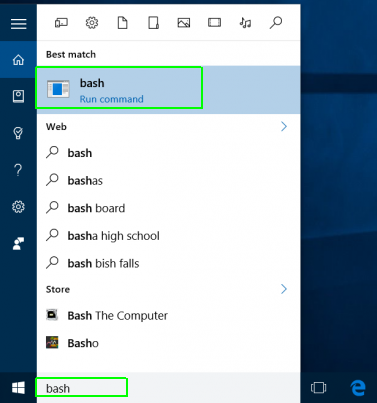 Best match
bash
Run command
Web
bash
bashas
bash board
basha high school
bash bish falls
Store
Bash The Computer
Basho
bash